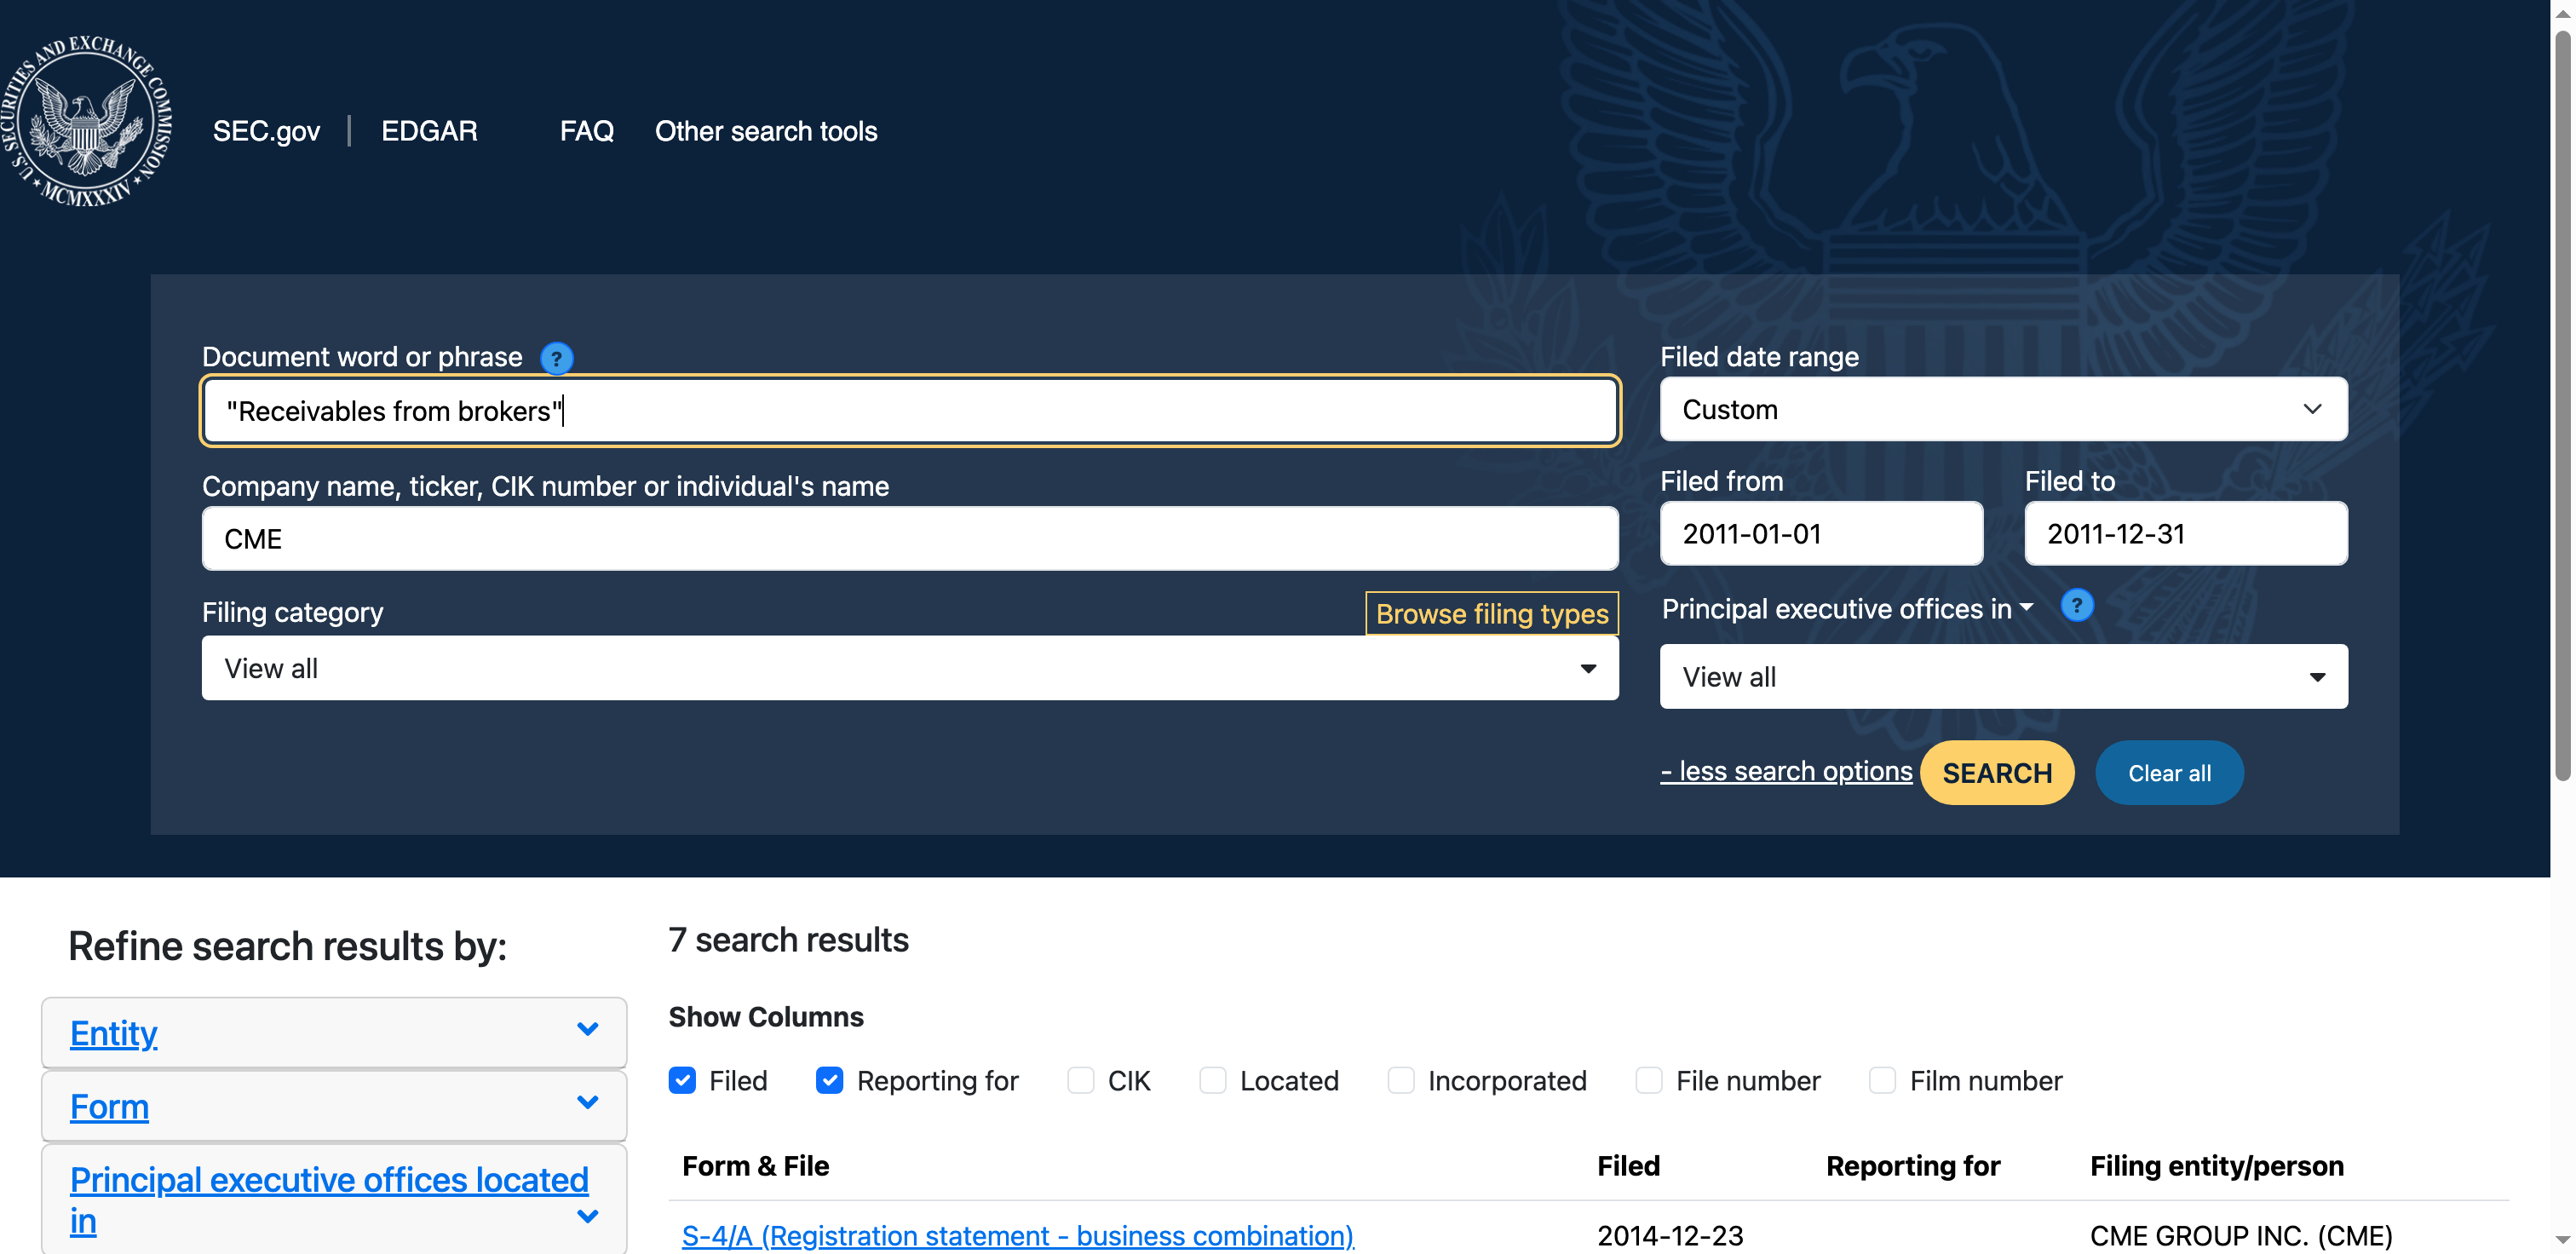 U.S. SECURITIES AND EXCHANGE COMMISSION
MCMXXXIV
SEC.gov | EDGAR FAQ Other search tools
Document word or phrase ?
"Receivables from brokers"
Filed date range
Custom
Company name, ticker, CIK number or individual's name
CME
Filed from Filed to
2011-01-01 2011-12-31
Filing category Browse filing types
View all
Principal executive offices in ?
View all
- less search options SEARCH Clear all
Refine search results by:
Entity
Form
Principal executive offices located
in
7 search results
Show Columns
Filed Reporting for CIK Located Incorporated File number Film number
Form & File Filed Reporting for Filing entity/person
S-4/A (Registration statement - business combination) 2014-12-23 CME GROUP INC. (CME)